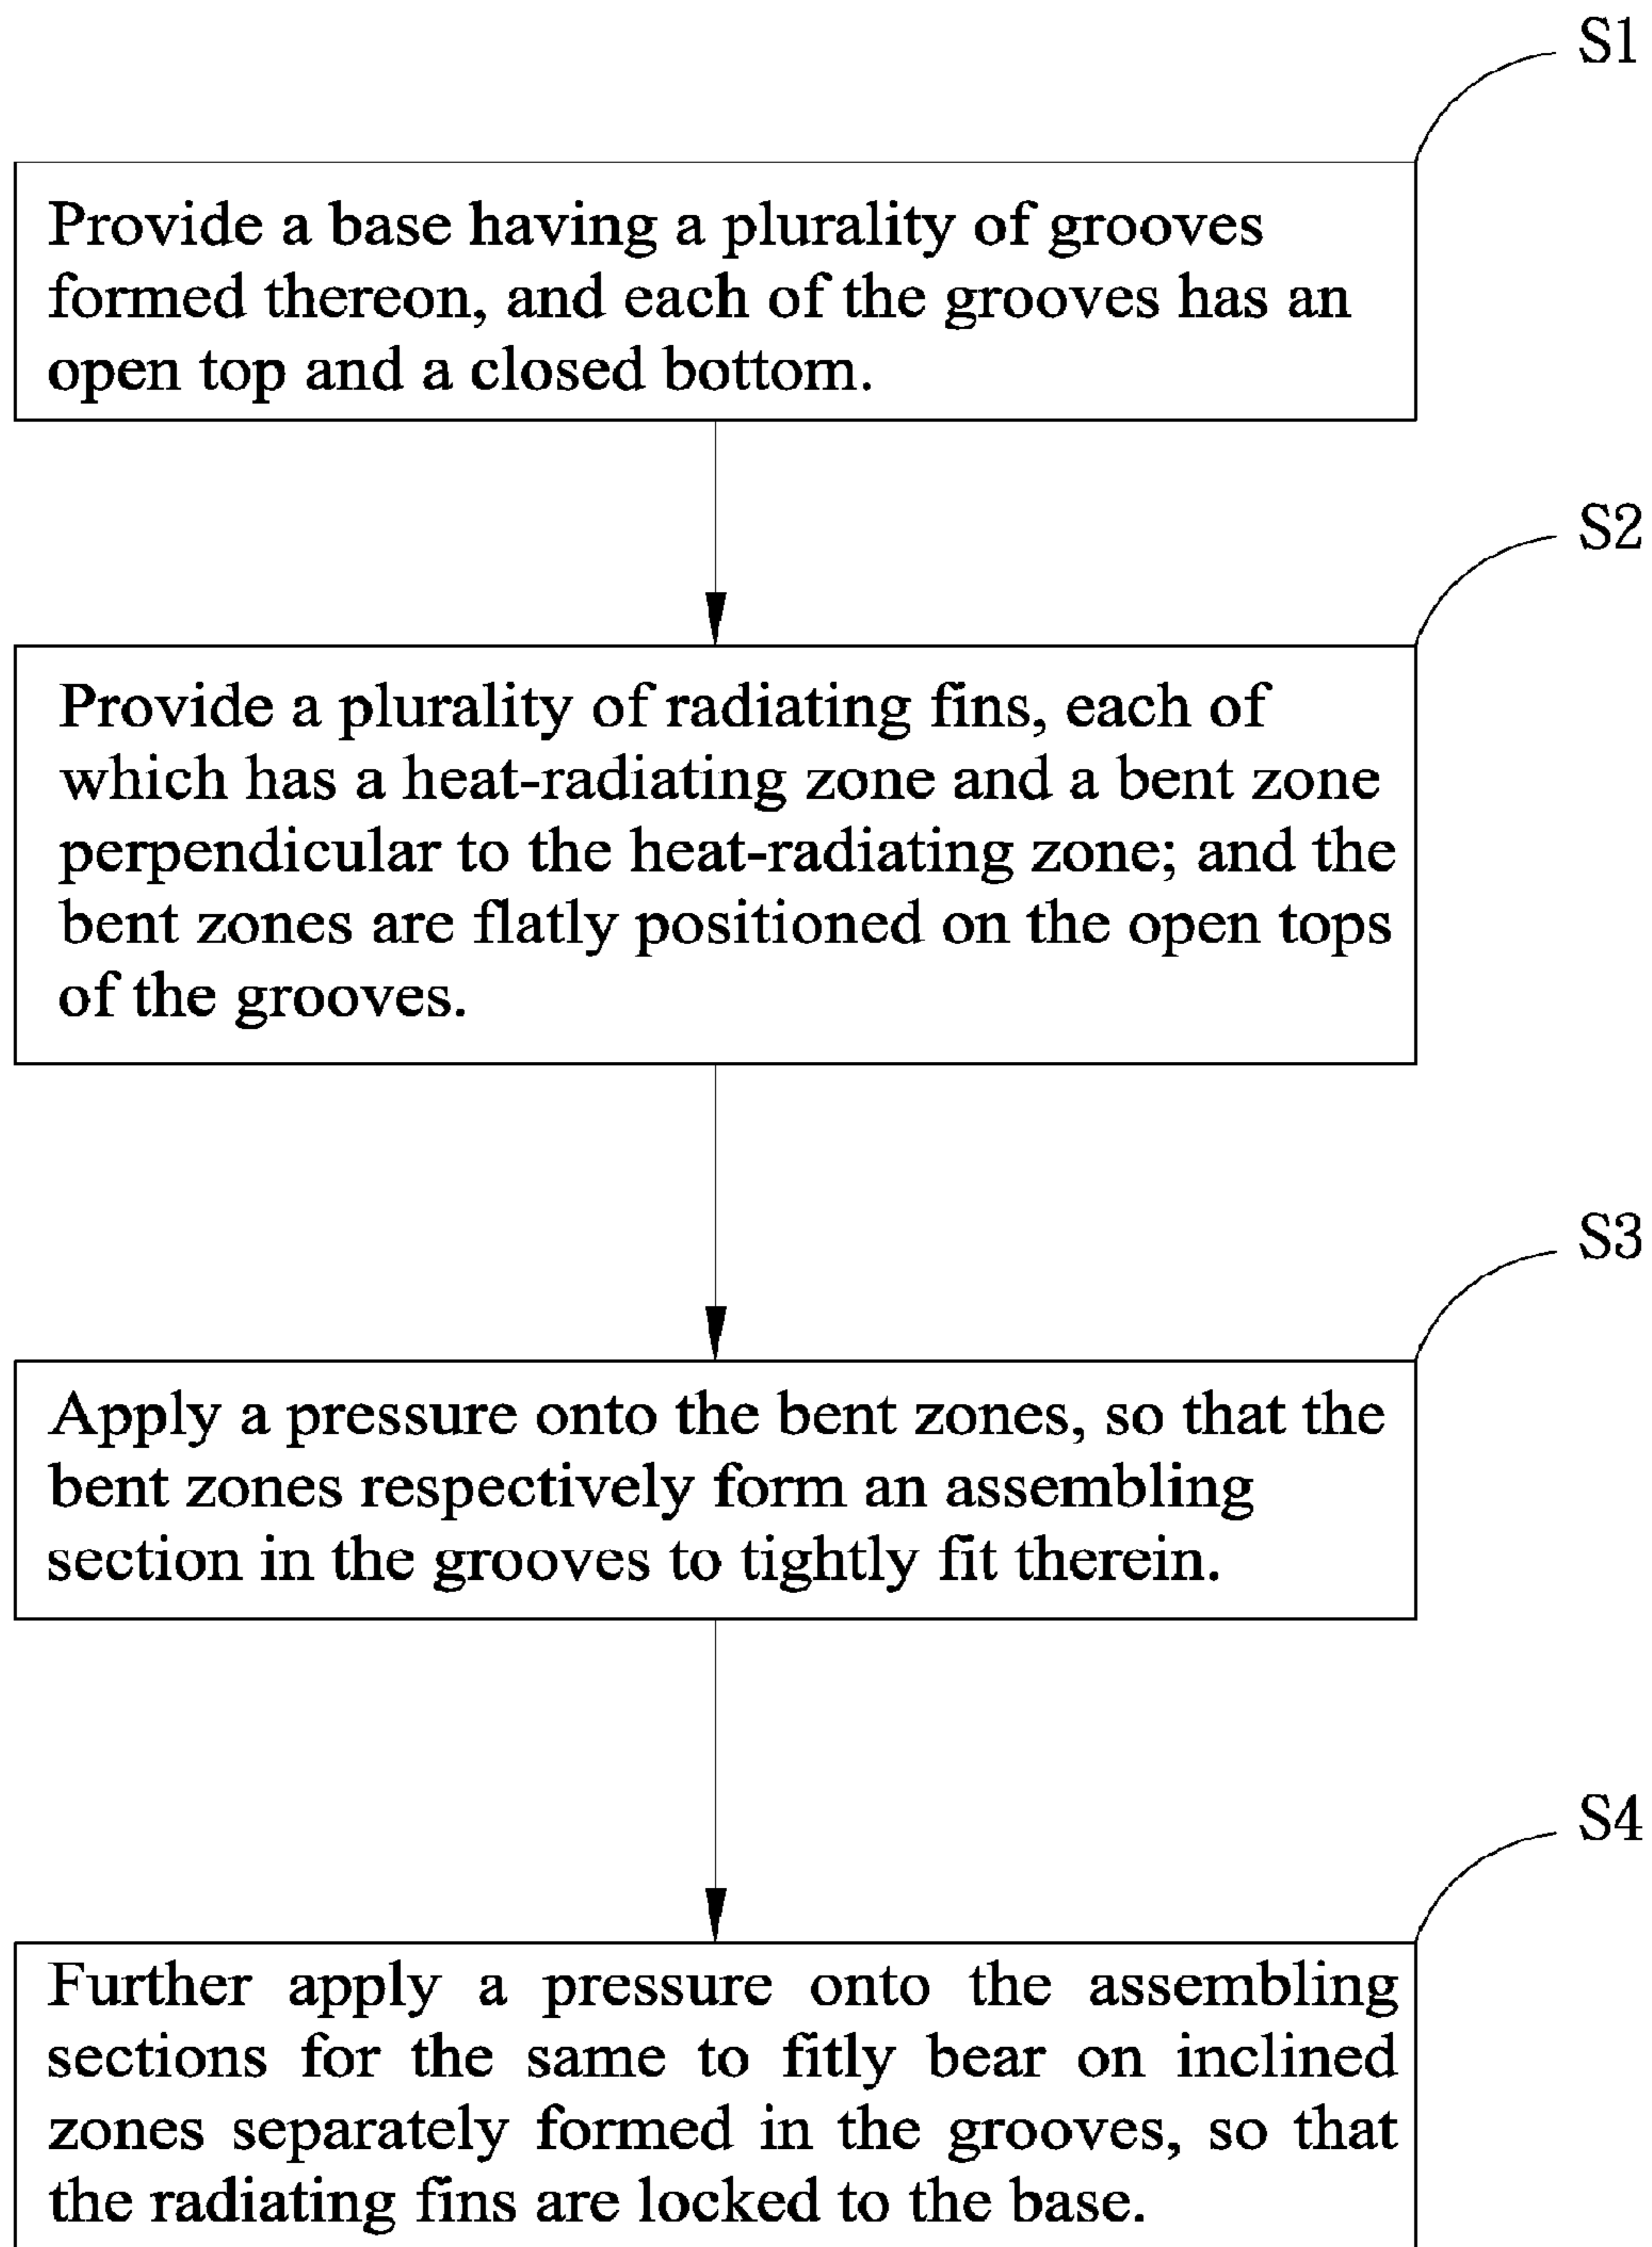 S1
Provide a base having a plurality of grooves
formed thereon, and each of the grooves has an
open top and a closed bottom.
S2
Provide a plurality of radiating fins, each of
which has a heat-radiating zone and a bent zone
perpendicular to the heat-radiating zone; and the
bent zones are flatly positioned on the open tops
of the grooves.
S3
Apply a pressure onto the bent zones, so that the
bent zones respectively form an assembling
section in the grooves to tightly fit therein.
S4
Further apply a pressure onto the assembling
sections for the same to fitly bear on inclined
zones separately formed in the grooves, so that
the radiating fins are locked to the base.